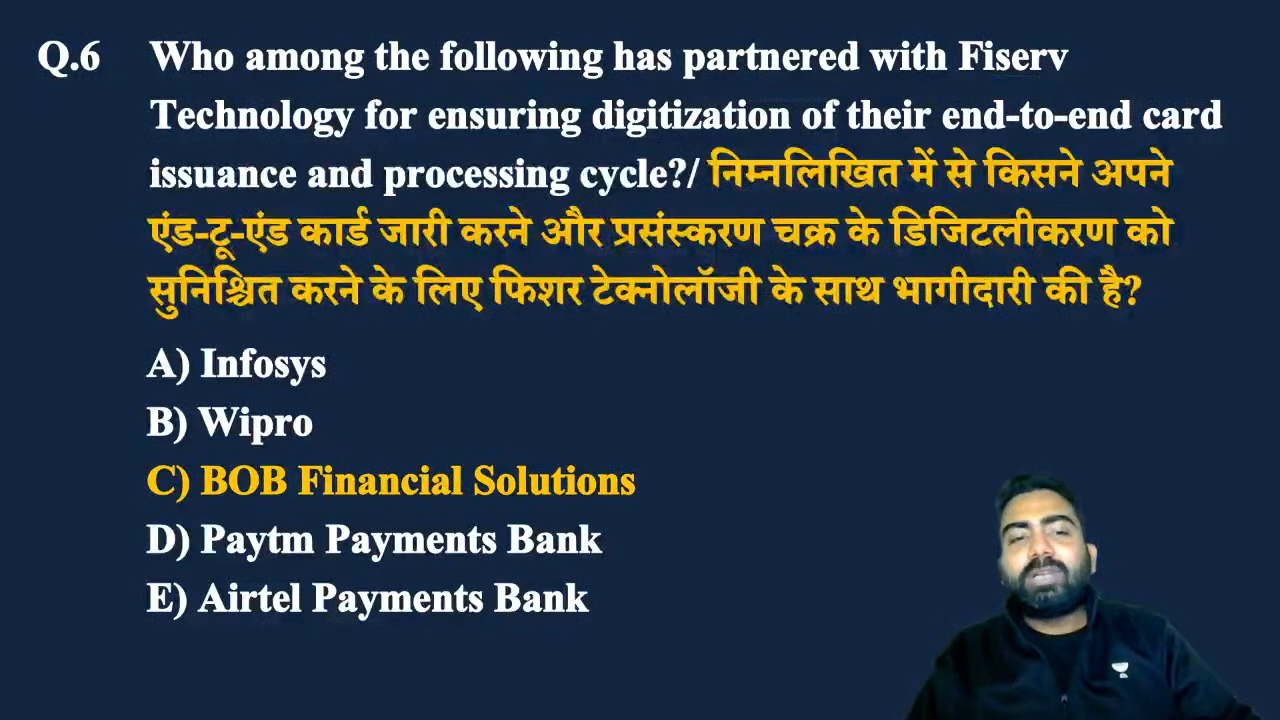 Q.6 Who among the following has partnered with Fiserv
Technology for ensuring digitization of their end-to-end card
issuance and processing cycle?/ निम्नलिखित में से किसने अपने
एंड-टू-एंड कार्ड जारी करने और प्रसंस्करण चक्र के डिजिटलीकरण को
सुनिश्चित करने के लिए फिशर टेक्नोलॉजी के साथ भागीदारी की है?
A) Infosys
B) Wipro
C) BOB Financial Solutions
D) Paytm Payments Bank
E) Airtel Payments Bank